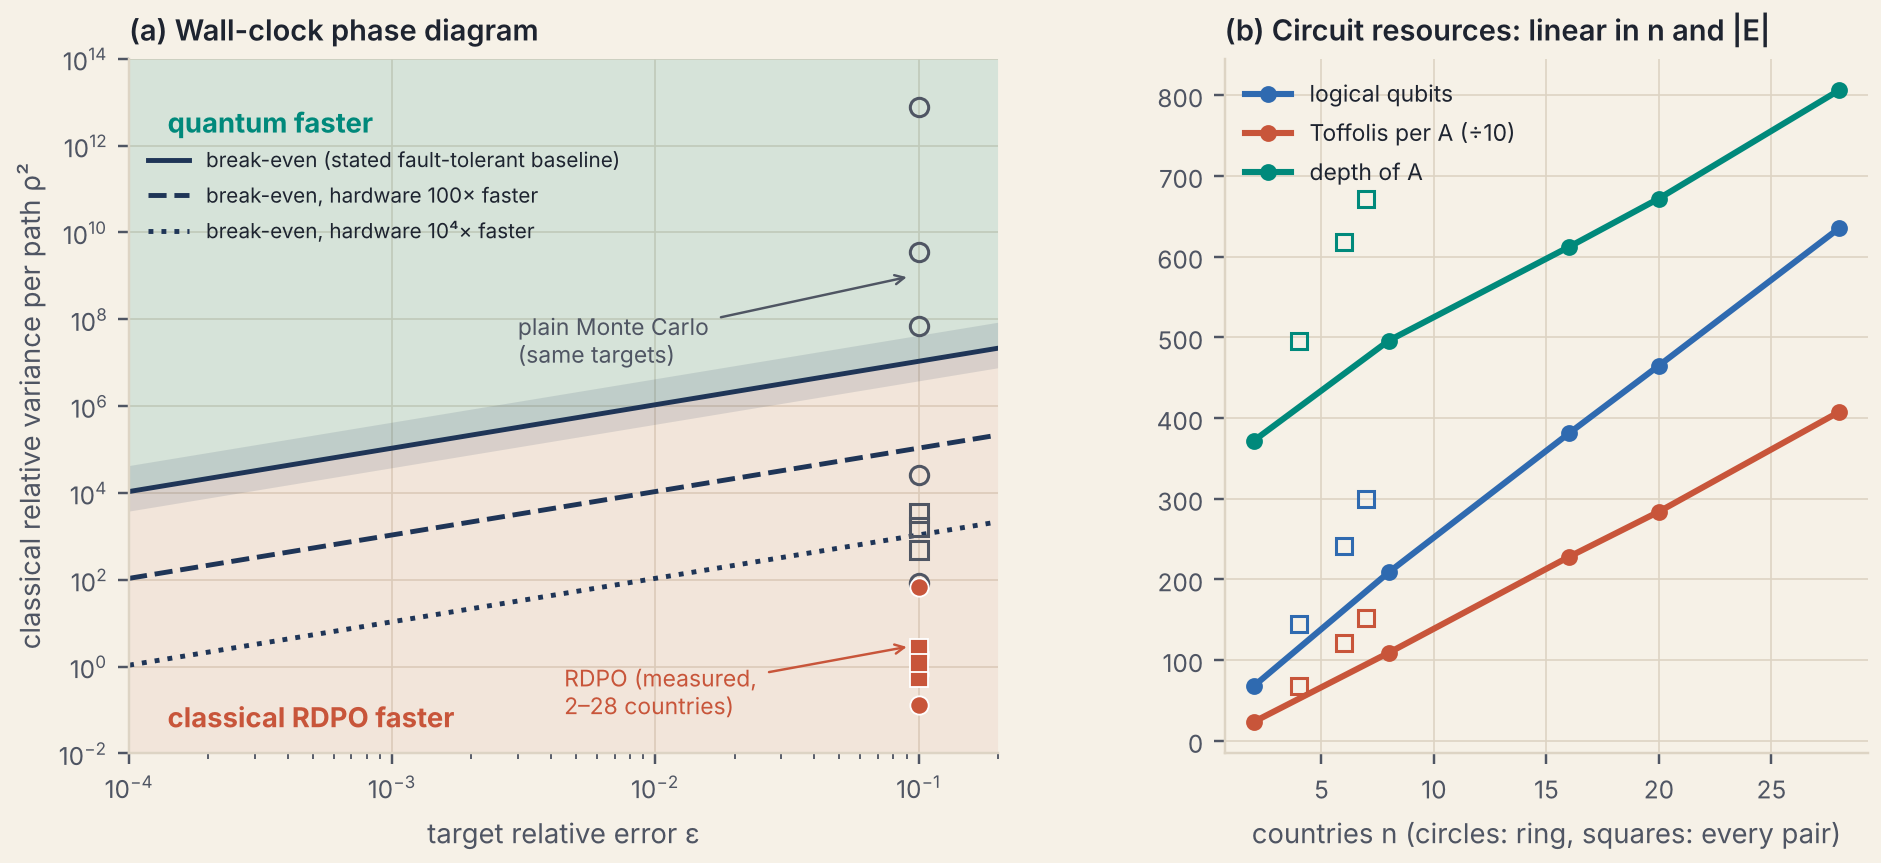 (a) Wall-clock phase diagram
10¹⁴
10¹²
10¹⁰
10⁸
10⁶
10⁴
10²
10⁰
10⁻²
classical relative variance per path ρ²
quantum faster
break-even (stated fault-tolerant baseline)
break-even, hardware 100× faster
break-even, hardware 10⁴× faster
plain Monte Carlo
(same targets)
RDPO (measured,
2–28 countries)
classical RDPO faster
10⁻⁴ 10⁻³ 10⁻² 10⁻¹
target relative error ε
(b) Circuit resources: linear in n and |E|
800
700
600
500
400
300
200
100
0
logical qubits
Toffolis per A (÷10)
depth of A
5 10 15 20 25
countries n (circles: ring, squares: every pair)